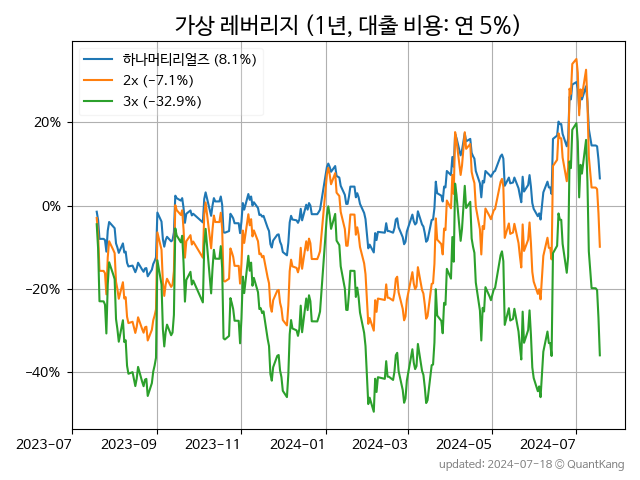 가상 레버리지 (1년, 대출 비용: 연 5%)
하나머티리얼즈 (8.1%)
2x (−7.1%)
3x (−32.9%)
20%
0%
−20%
−40%
2023−07 2023−09 2023−11 2024−01 2024−03 2024−05 2024−07
updated: 2024-07-18 © QuantKang